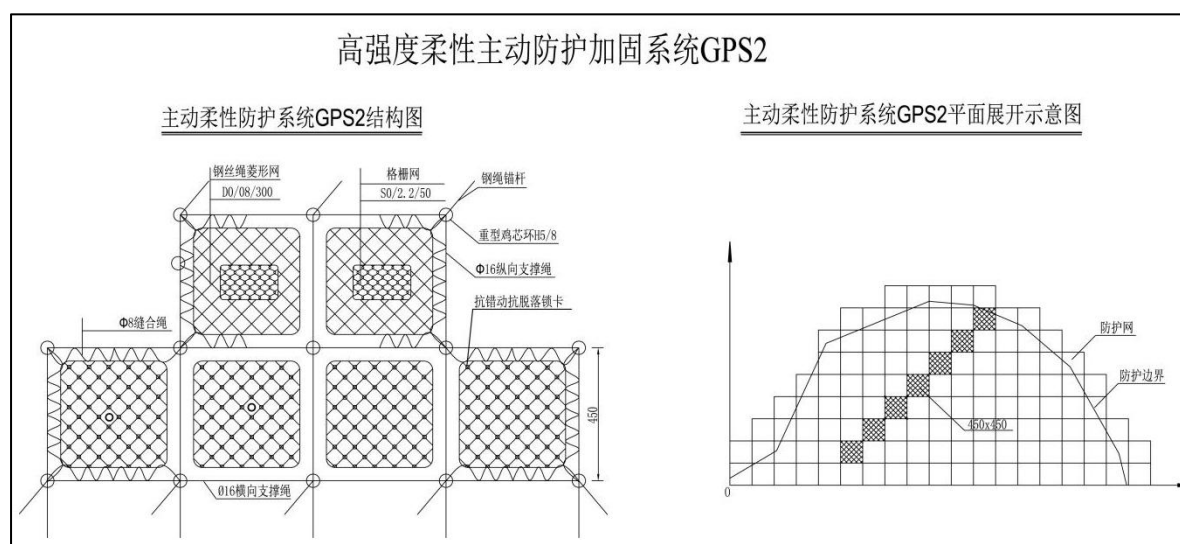 高强度柔性主动防护加固系统GPS2
主动柔性防护系统GPS2结构图
钢丝绳菱形网
D0/08/300
格栅网
S0/2.2/50
钢绳锚杆
重型鸡芯环H5/8
Φ16纵向支撑绳
抗错动抗脱落锁卡
Φ8缝合绳
450
Ø16横向支撑绳
主动柔性防护系统GPS2平面展开示意图
防护网
防护边界
450x450
0